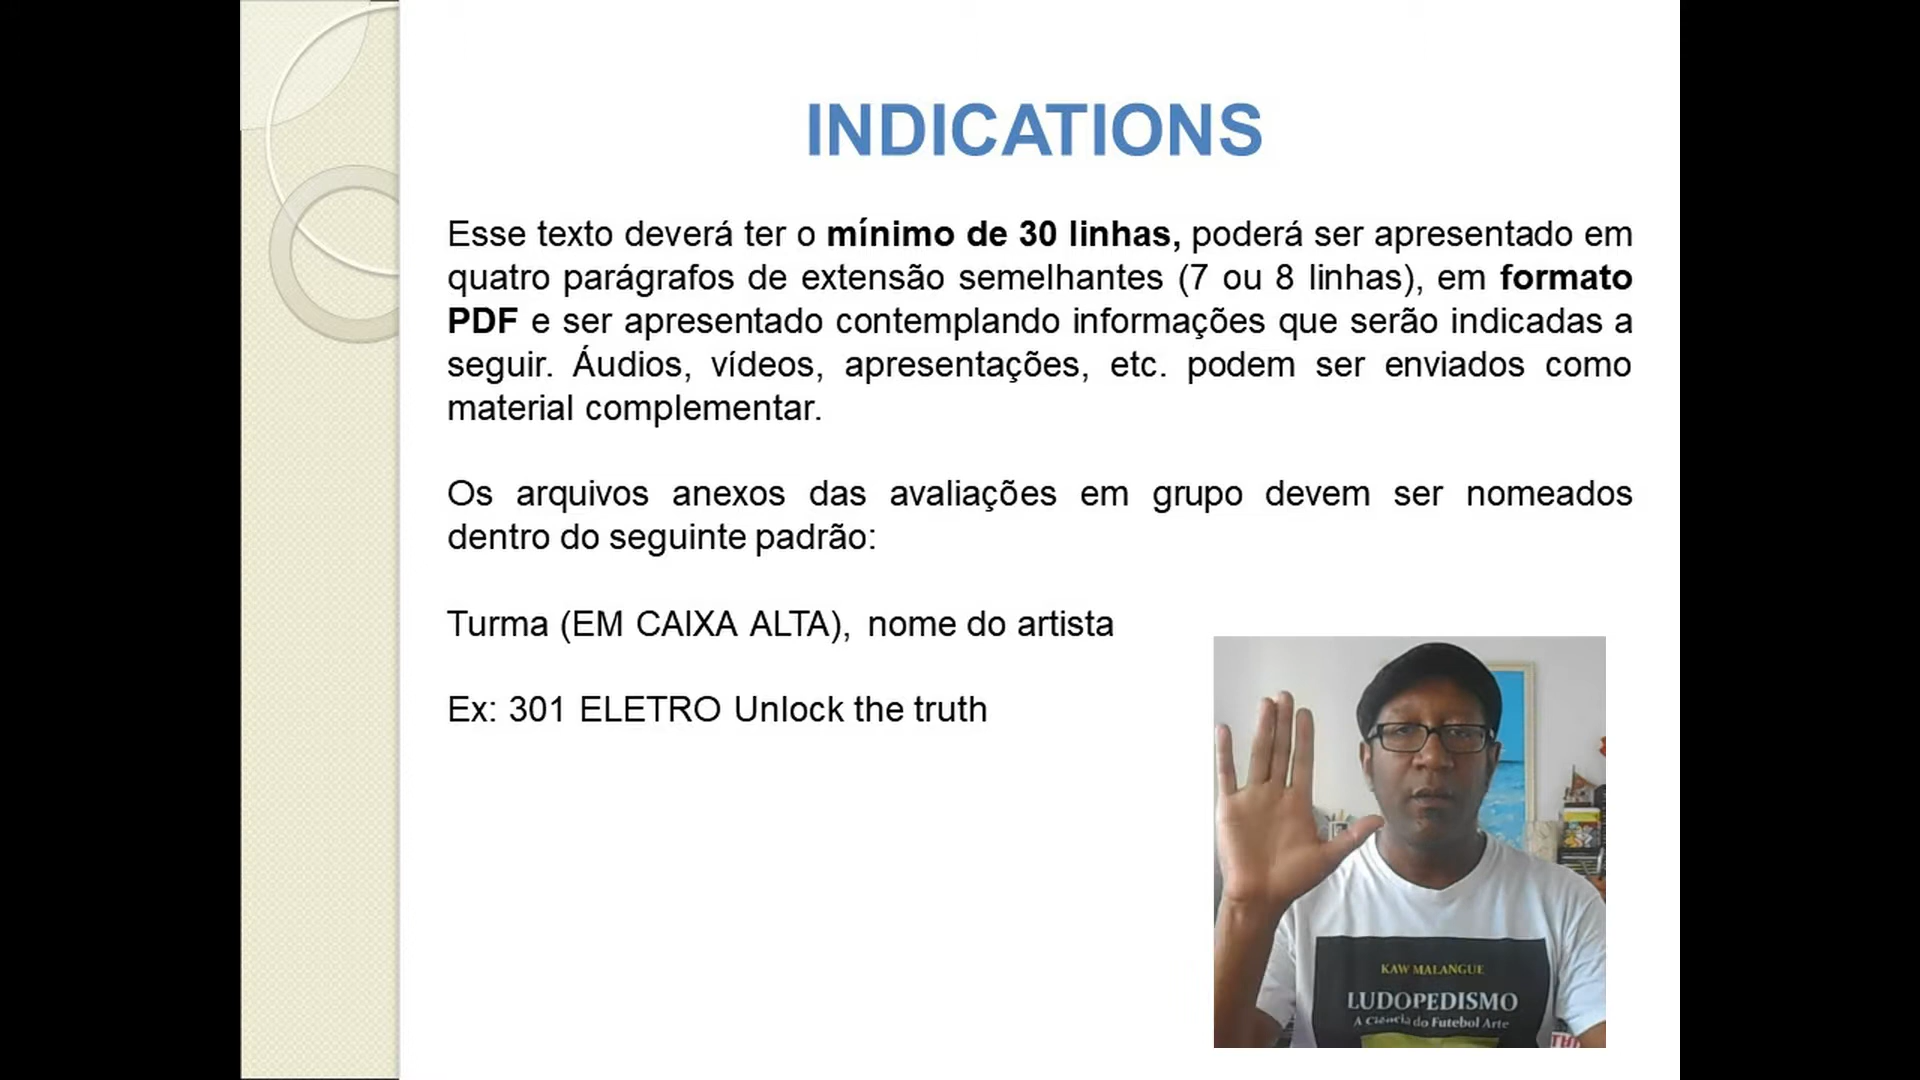 INDICATIONS
Esse texto deverá ter o mínimo de 30 linhas, poderá ser apresentado em
quatro parágrafos de extensão semelhantes (7 ou 8 linhas), em formato
PDF e ser apresentado contemplando informações que serão indicadas a
seguir. Áudios, vídeos, apresentações, etc. podem ser enviados como
material complementar.
Os arquivos anexos das avaliações em grupo devem ser nomeados
dentro do seguinte padrão:
Turma (EM CAIXA ALTA), nome do artista
Ex: 301 ELETRO Unlock the truth
KAW MALANGUE
LUDOPEDISMO
A Ciência do Futebol Arte